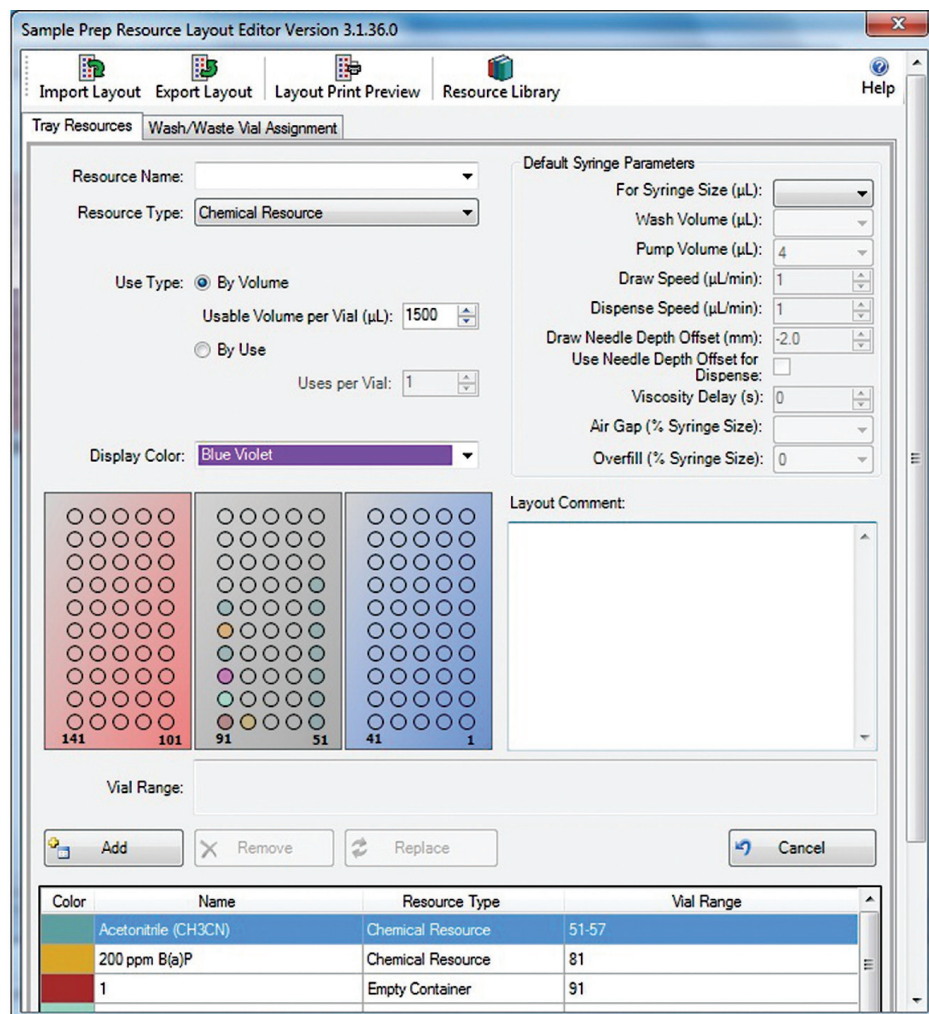 Sample Prep Resource Layout Editor Version 3.1.36.0
Import Layout Export Layout Layout Print Preview Resource Library Help
Tray Resources Wash/Waste Vial Assignment
Resource Name:
Resource Type: Chemical Resource
Use Type: By Volume
Usable Volume per Vial (µL): 1500
By Use
Uses per Vial: 1
Display Color: Blue Violet
Default Syringe Parameters
For Syringe Size (µL):
Wash Volume (µL):
Pump Volume (µL): 4
Draw Speed (µL/min): 1
Dispense Speed (µL/min): 1
Draw Needle Depth Offset (mm): -2.0
Use Needle Depth Offset for
Dispense:
Viscosity Delay (s): 0
Air Gap (% Syringe Size):
Overfill (% Syringe Size): 0
141 101 91 51 41 1
Layout Comment:
Vial Range:
Add Remove Replace Cancel
Color Name Resource Type Vial Range
Acetonitrile (CH3CN) Chemical Resource 51-57
200 ppm B(a)P Chemical Resource 81
1 Empty Container 91